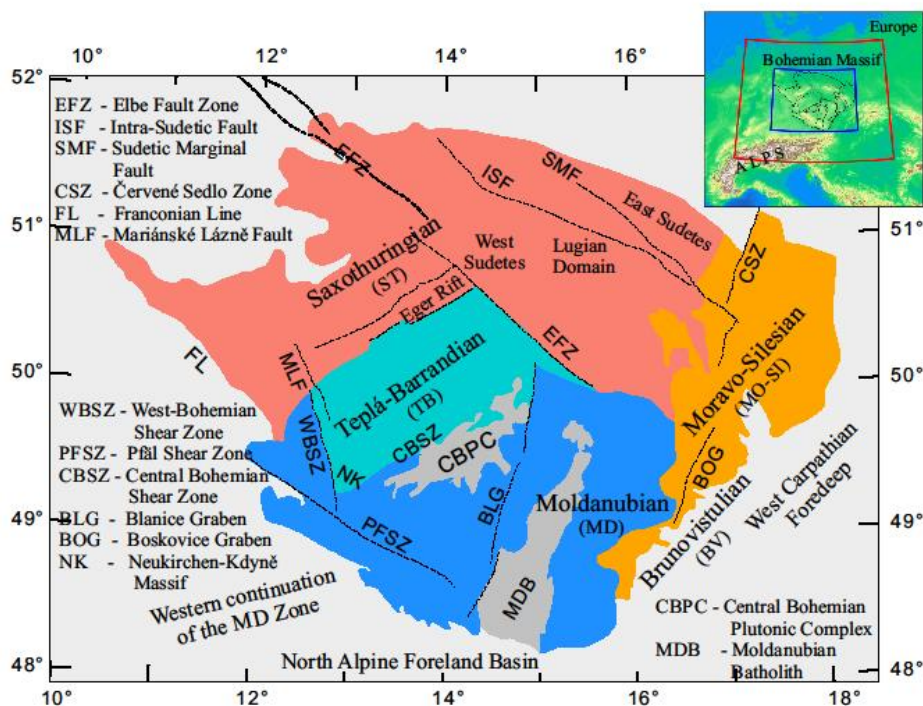 10°
12°
14°
16°
Europe
Bohemian Massif
ALPS
52°
51°
50°
49°
48°
51°
50°
49°
48°
10°
12°
14°
16°
18°
EFZ - Elbe Fault Zone
ISF - Intra-Sudetic Fault
SMF - Sudetic Marginal
Fault
CSZ - Červené Sedlo Zone
FL - Franconian Line
MLF - Mariánské Lázně Fault
EFZ
ISF
SMF
East Sudetes
CSZ
West
Sudetes
Lugian
Domain
Saxothuringian
(ST)
Eger Rift
EFZ
FL
MLF
Teplá-Barrandian
(TB)
Moravo-Silesian
(MO-SI)
WBSZ - West-Bohemian
Shear Zone
PFSZ - Pfäl Shear Zone
CBSZ - Central Bohemian
Shear Zone
BLG - Blanice Graben
BOG - Boskovice Graben
NK - Neukirchen-Kdyně
Massif
WBSZ
NK
CBSZ
CBPC
BLG
BOG
PFSZ
Moldanubian
(MD)
MDB
Brunovistulian
(BV)
West Carpathian
Foredeep
Western continuation
of the MD Zone
North Alpine Foreland Basin
CBPC - Central Bohemian
Plutonic Complex
MDB - Moldanubian
Batholith